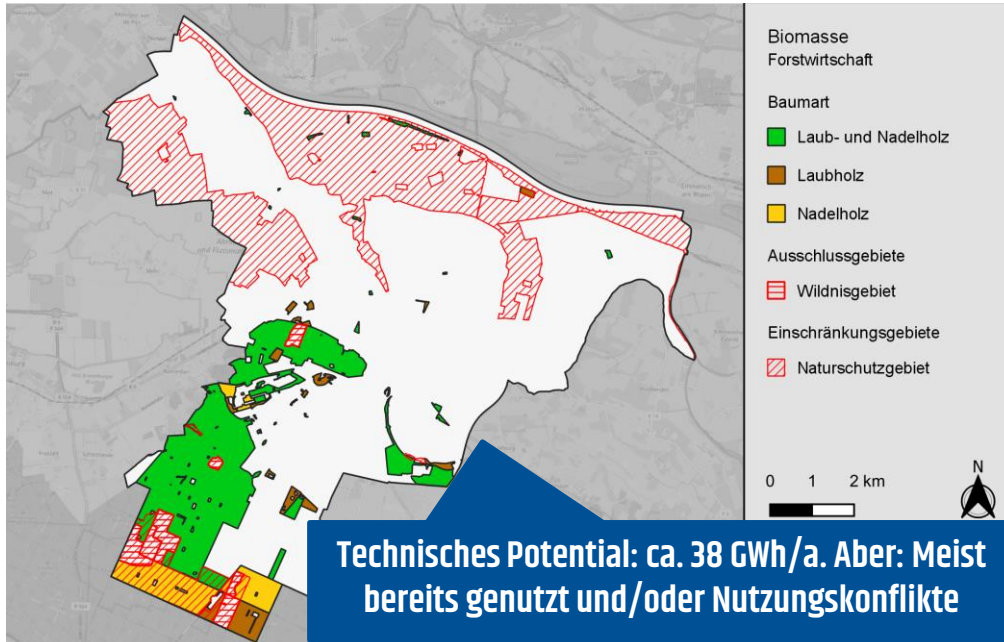 Biomasse
Forstwirtschaft
Baumart
Laub- und Nadelholz
Laubholz
Nadelholz
Ausschlussgebiete
Wildnisgebiet
Einschränkungsgebiete
Naturschutzgebiet
0 1 2 km
N
Technisches Potential: ca. 38 GWh/a. Aber: Meist
bereits genutzt und/oder Nutzungskonflikte